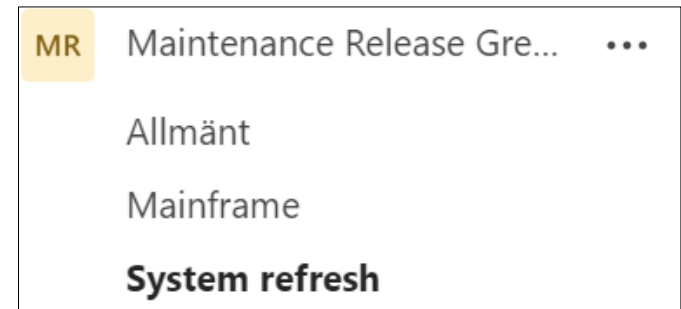 MR Maintenance Release Gre... ...
Allmänt
Mainframe
System refresh